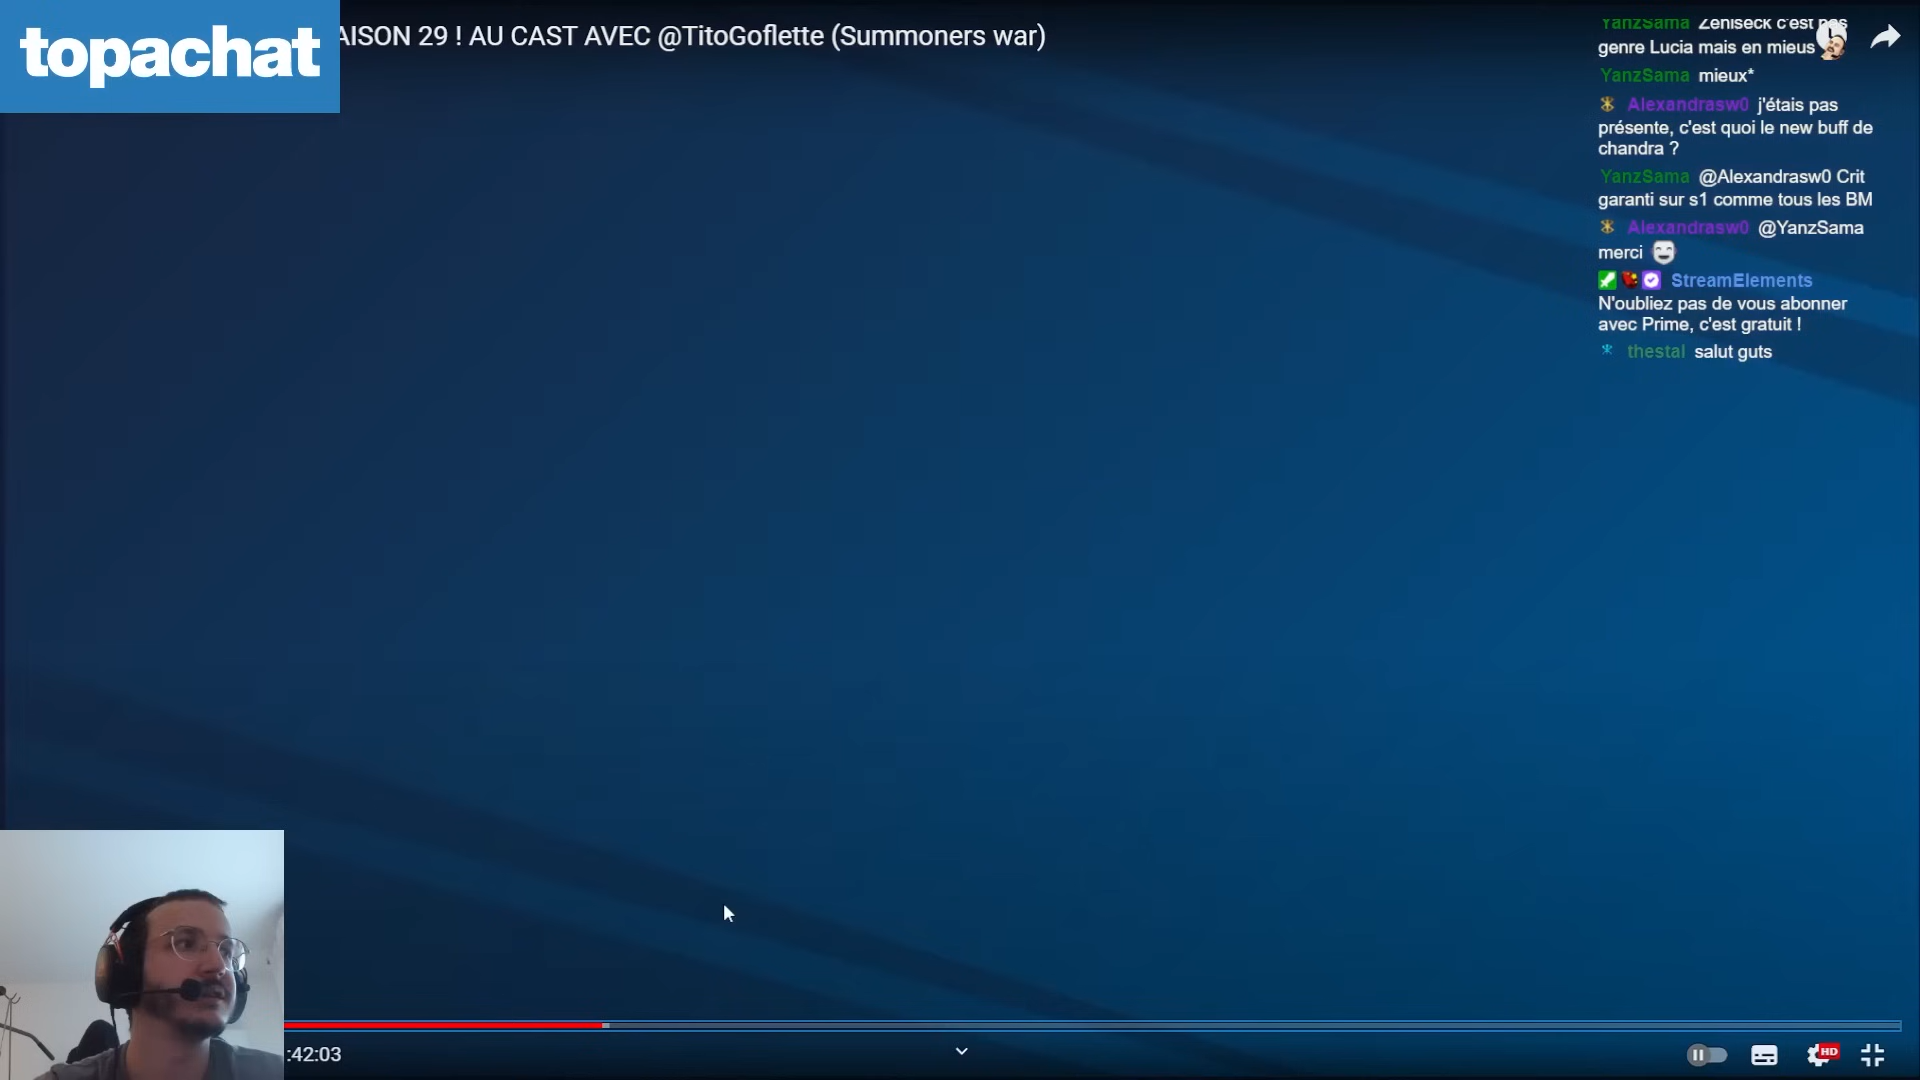 topachat
AISON 29 ! AU CAST AVEC @TitoGoflette (Summoners war)
YanzSama Zeniseck c'est pas
genre Lucia mais en mieus
YanzSama mieux*
Alexandrasw0 j'étais pas
présente, c'est quoi le new buff de
chandra ?
YanzSama @Alexandrasw0 Crit
garanti sur s1 comme tous les BM
Alexandrasw0 @YanzSama
merci
StreamElements
N'oubliez pas de vous abonner
avec Prime, c'est gratuit !
thestal salut guts
:42:03
HD